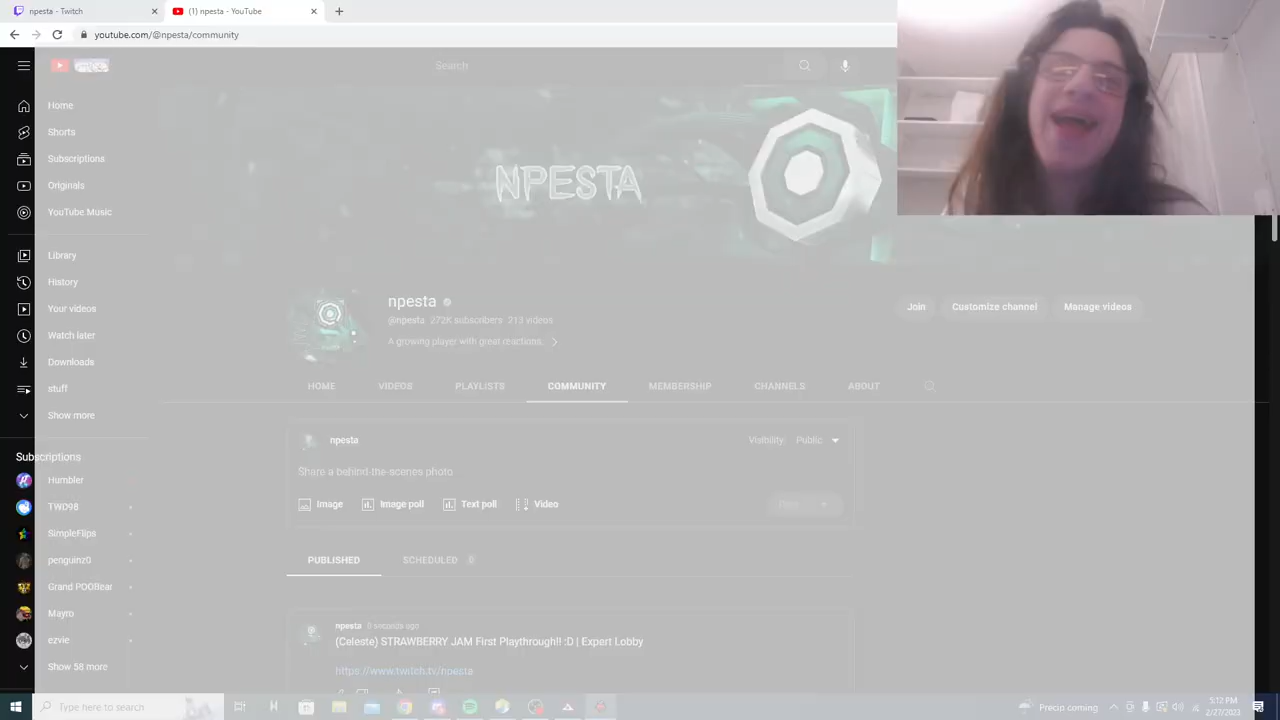 npesta - Twitch
(1) npesta - YouTube
youtube.com/@npesta/community
Search
Home
Shorts
Subscriptions
Originals
YouTube Music
Library
History
Your videos
Watch later
Downloads
stuff
Show more
Subscriptions
Humbler
TWD98
SimpleFlips
penguinz0
Grand POOBear
Mayro
ezvie
Show 58 more
NPESTA
npesta
@npesta 272K subscribers 213 videos
A growing player with great reactions.
Join
Customize channel
Manage videos
HOME
VIDEOS
PLAYLISTS
COMMUNITY
MEMBERSHIP
CHANNELS
ABOUT
npesta
Visibility: Public
Share a behind-the-scenes photo
Image
Image poll
Text poll
Video
Post
PUBLISHED
SCHEDULED 0
npesta 0 seconds ago
(Celeste) STRAWBERRY JAM First Playthrough!! :D | Expert Lobby
https://www.twitch.tv/npesta
Type here to search
Precip coming
5:12 PM
2/27/2023